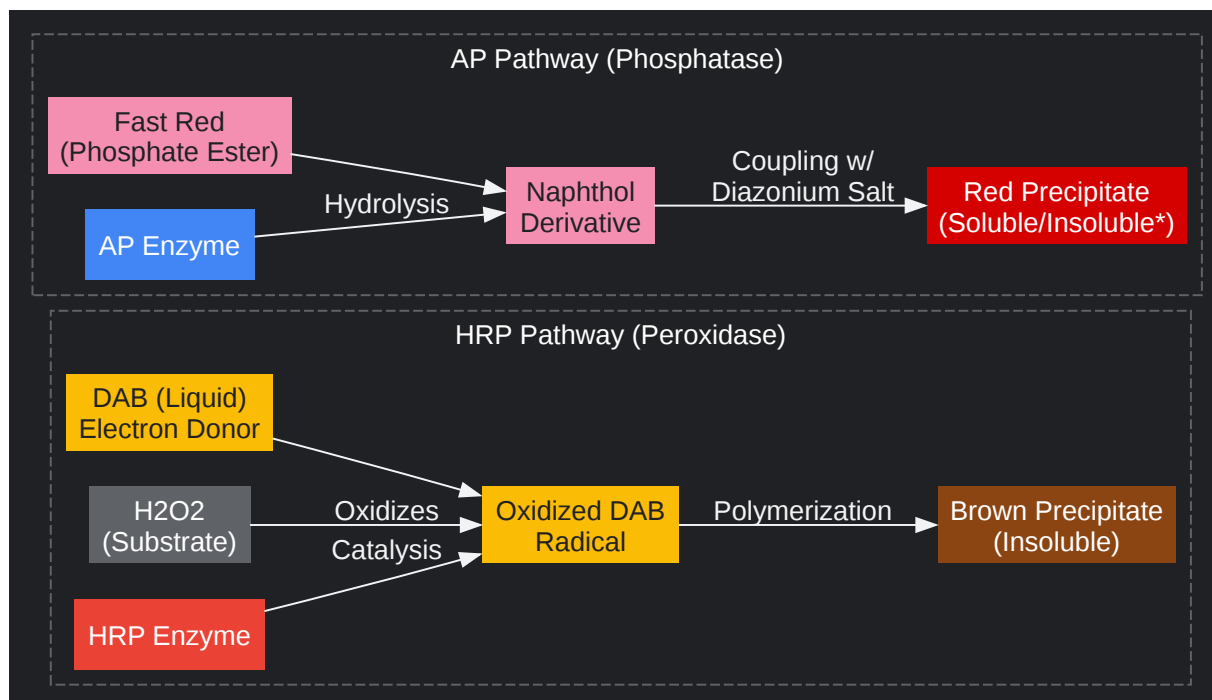 AP Pathway (Phosphatase)
Fast Red
(Phosphate Ester)
Hydrolysis
AP Enzyme
Naphthol
Derivative
Coupling w/
Diazonium Salt
Red Precipitate
(Soluble/Insoluble*)
HRP Pathway (Peroxidase)
DAB (Liquid)
Electron Donor
H2O2
(Substrate)
Oxidizes
Catalysis
HRP Enzyme
Oxidized DAB
Radical
Polymerization
Brown Precipitate
(Insoluble)